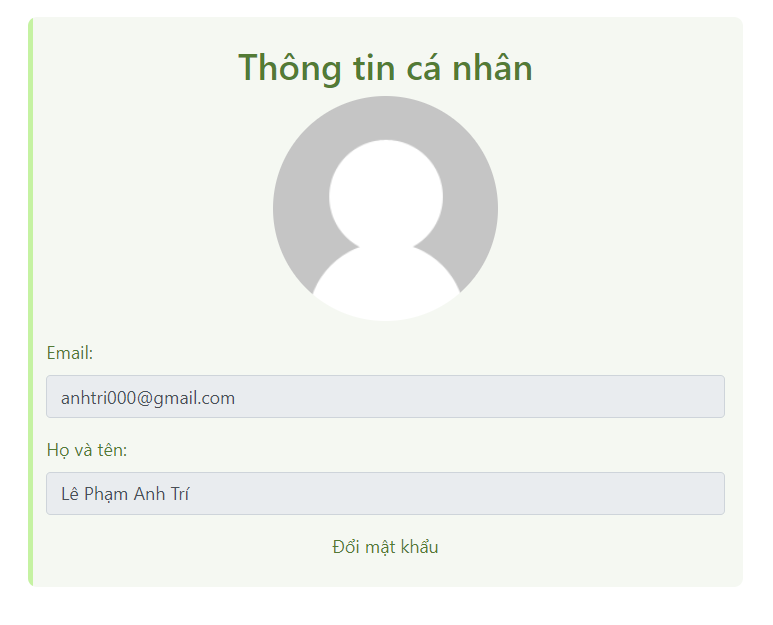 Thông tin cá nhân
Email:
anhtri000@gmail.com
Họ và tên:
Lê Phạm Anh Trí
Đổi mật khẩu